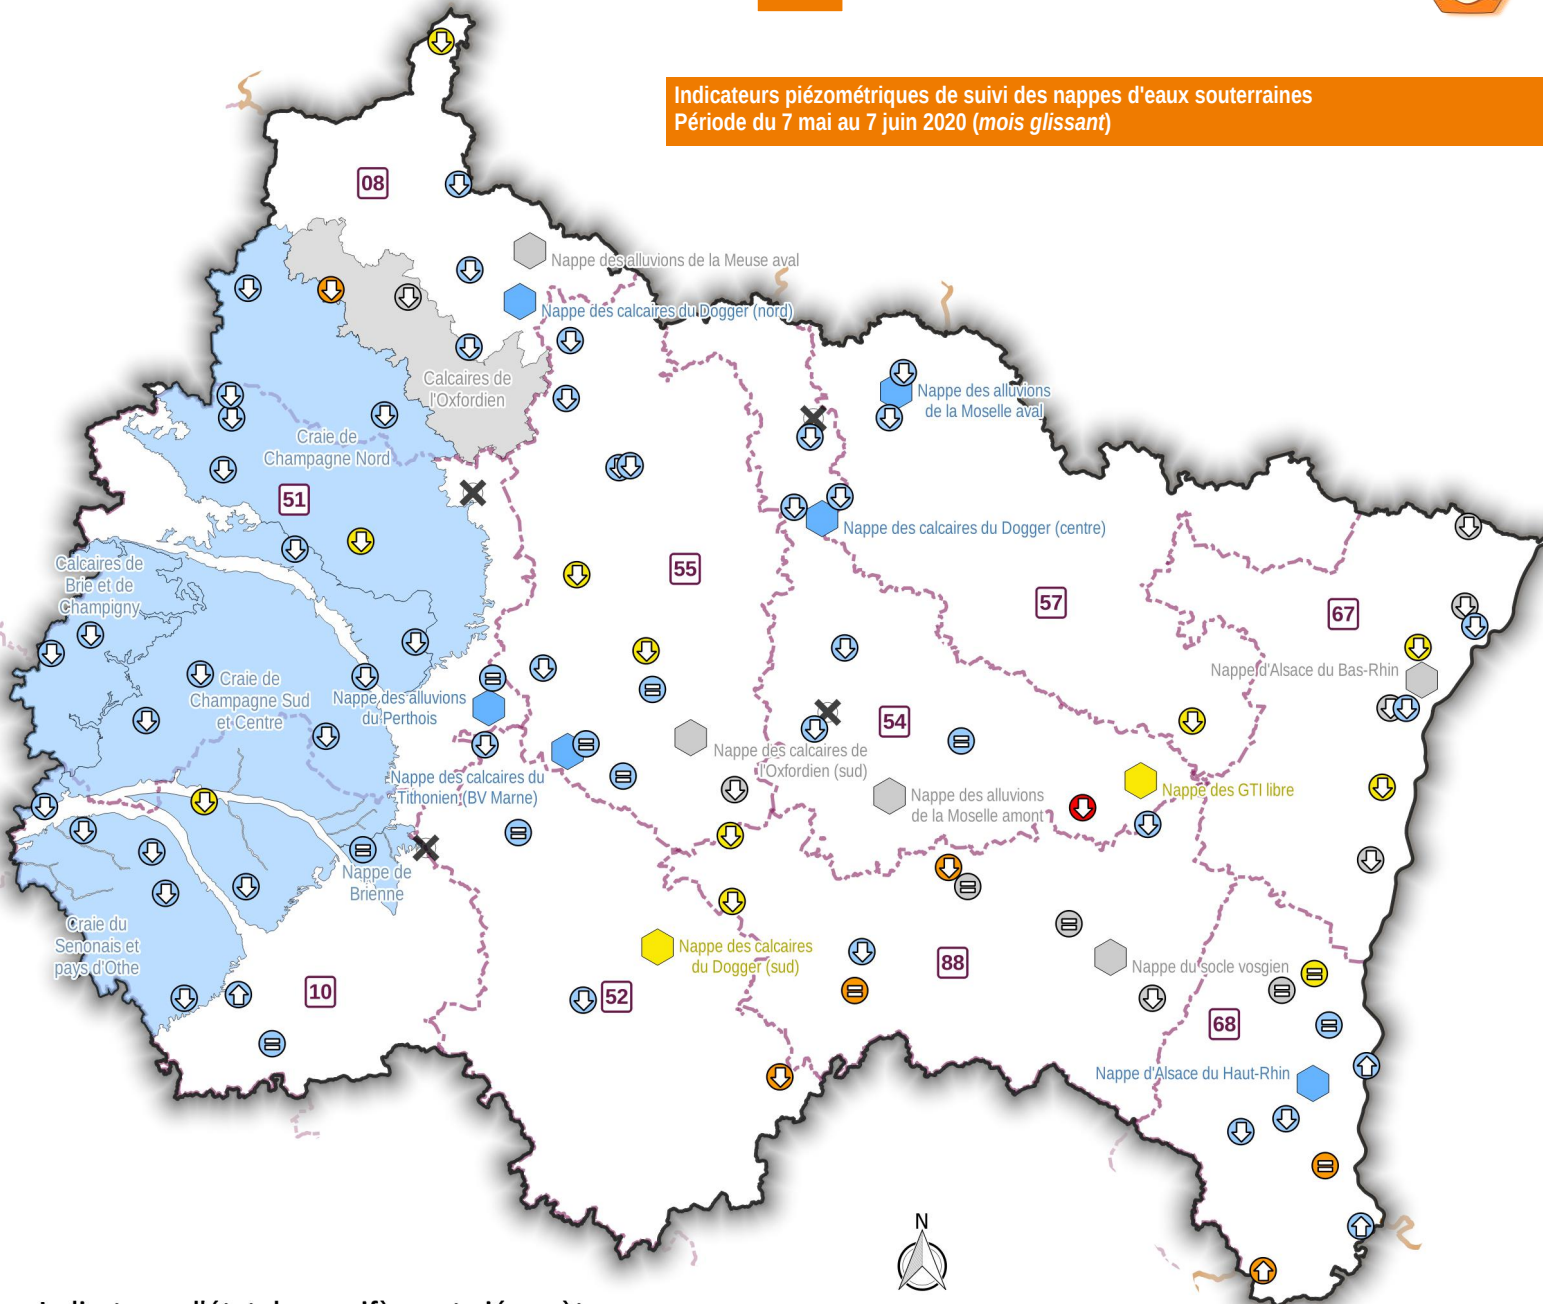 Indicateurs piézométriques de suivi des nappes d'eaux souterraines
Période du 7 mai au 7 juin 2020 (mois glissant)
08
Nappe des alluvions de la Meuse aval
Nappe des calcaires du Dogger (nord)
Calcaires de
l'Oxfordien
Nappe des alluvions
de la Moselle aval
Craie de
Champagne Nord
51
Nappe des calcaires du Dogger (centre)
Calcaires de
Brie et de
Champigny
55
57
67
Nappe d'Alsace du Bas-Rhin
Craie de
Champagne Sud
et Centre
Nappe des alluvions
du Perthois
54
Nappe des calcaires de
l'Oxfordien (sud)
Nappe des calcaires du
Tithonien (BV Marne)
Nappe des alluvions
de la Moselle amont
Nappe des GTI libre
Nappe de
Brienne
Craie du
Senonais et
pays d'Othe
Nappe des calcaires
du Dogger (sud)
88
Nappe du socle vosgien
10
52
68
Nappe d'Alsace du Haut-Rhin
N